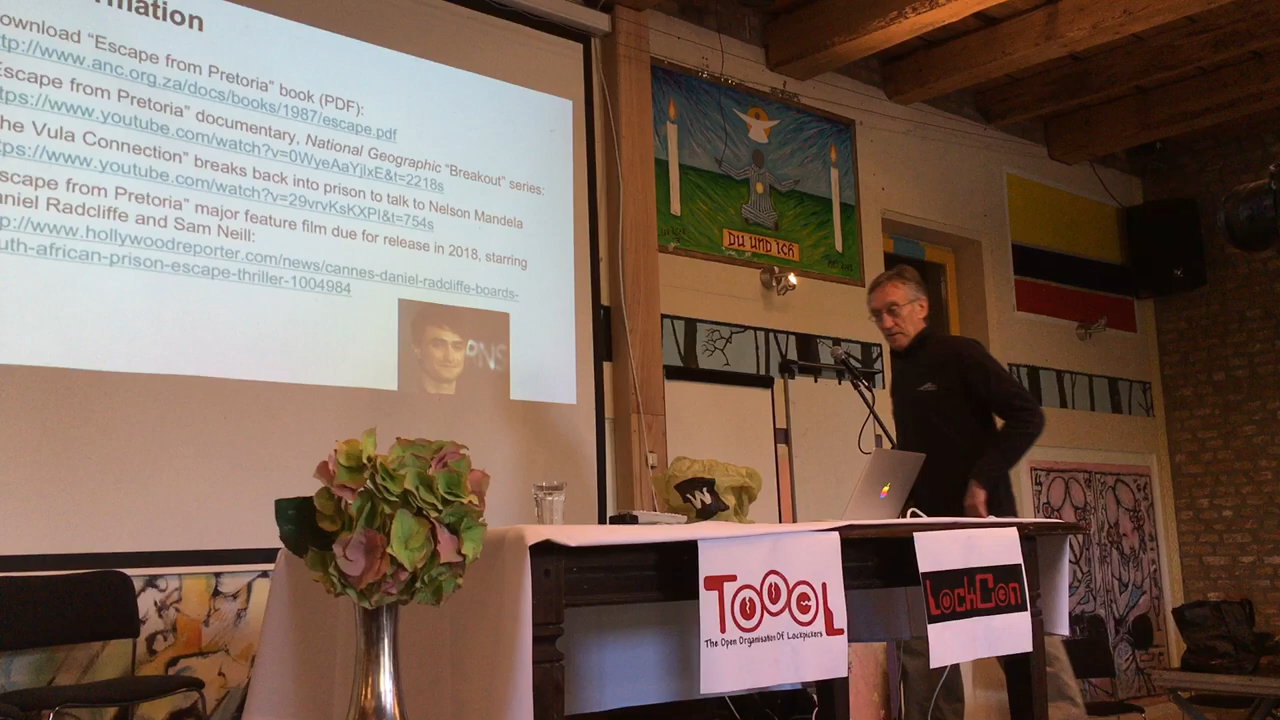 rmation
ownload “Escape from Pretoria” book (PDF):
tp://www.anc.org.za/docs/books/1987/escape.pdf
Escape from Pretoria” documentary, National Geographic “Breakout” series:
tps://www.youtube.com/watch?v=0WyeAaYjlxE&t=2218s
he Vula Connection” breaks back into prison to talk to Nelson Mandela
tps://www.youtube.com/watch?v=29vrvKsKXPI&t=754s
scape from Pretoria” major feature film due for release in 2018, starring
aniel Radcliffe and Sam Neill:
p://www.hollywoodreporter.com/news/cannes-daniel-radcliffe-boards-
uth-african-prison-escape-thriller-1004984
ONS
DU UND ICH
W
TOOOL
The Open Organisation Of Lockpickers
LockCon